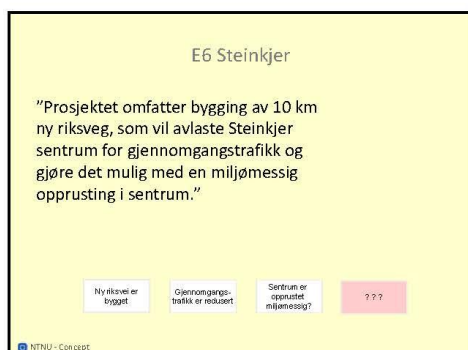 E6 Steinkjer
”Prosjektet omfatter bygging av 10 km
ny riksveg, som vil avlaste Steinkjer
sentrum for gjennomgangstrafikk og
gjøre det mulig med en miljømessig
opprusting i sentrum.”
Ny riksvei er
bygget
Gjennomgangs-
trafikk er redusert
Sentrum er
opprustet
miljømessig?
? ? ?
NTNU - Concept